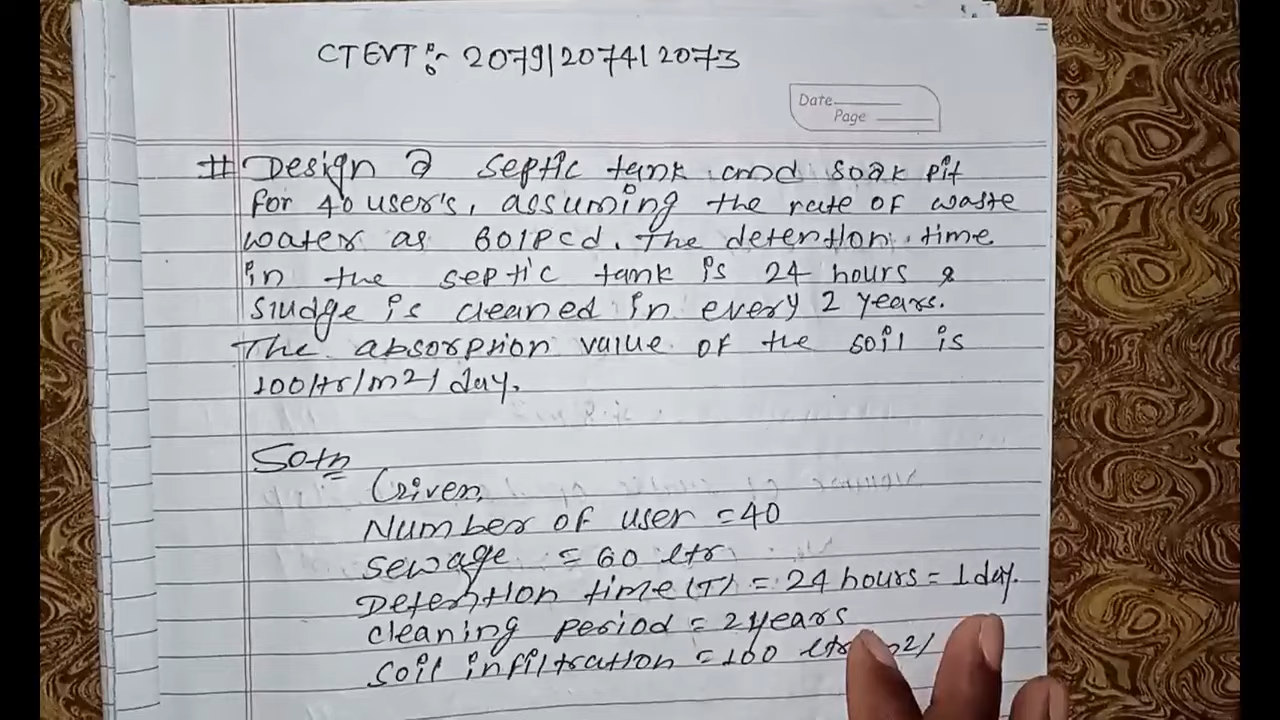 CTEVT:- 2079/2074/2073
Date
Page
# Design a septic tank and soak pit
for 40 user's, assuming the rate of waste
water as 60lpcd. The detention time
in the septic tank is 24 hours &
sludge is cleaned in every 2 years.
The absorption value of the soil is
100ltr/m2/day.
Soln
Given,
Number of user = 40
sewage = 60 ltr
Detention time (T) = 24 hours = 1 day.
cleaning period = 2 years
soil infiltration = 100 ltr